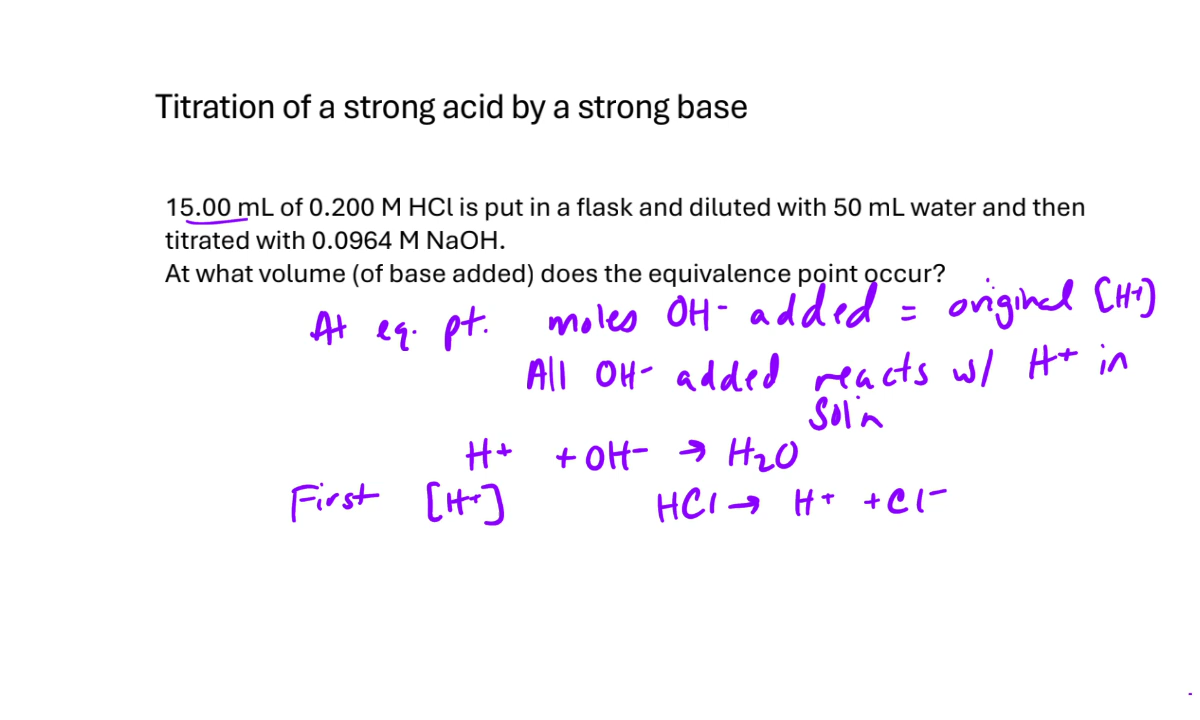 Titration of a strong acid by a strong base
15.00 mL of 0.200 M HCl is put in a flask and diluted with 50 mL water and then
titrated with 0.0964 M NaOH.
At what volume (of base added) does the equivalence point occur?
At eq. pt. moles OH- added = original [H+]
All OH- added reacts w/ H+ in
Sol'n
H+ + OH- → H₂O
First [H+] HCl → H+ + Cl-